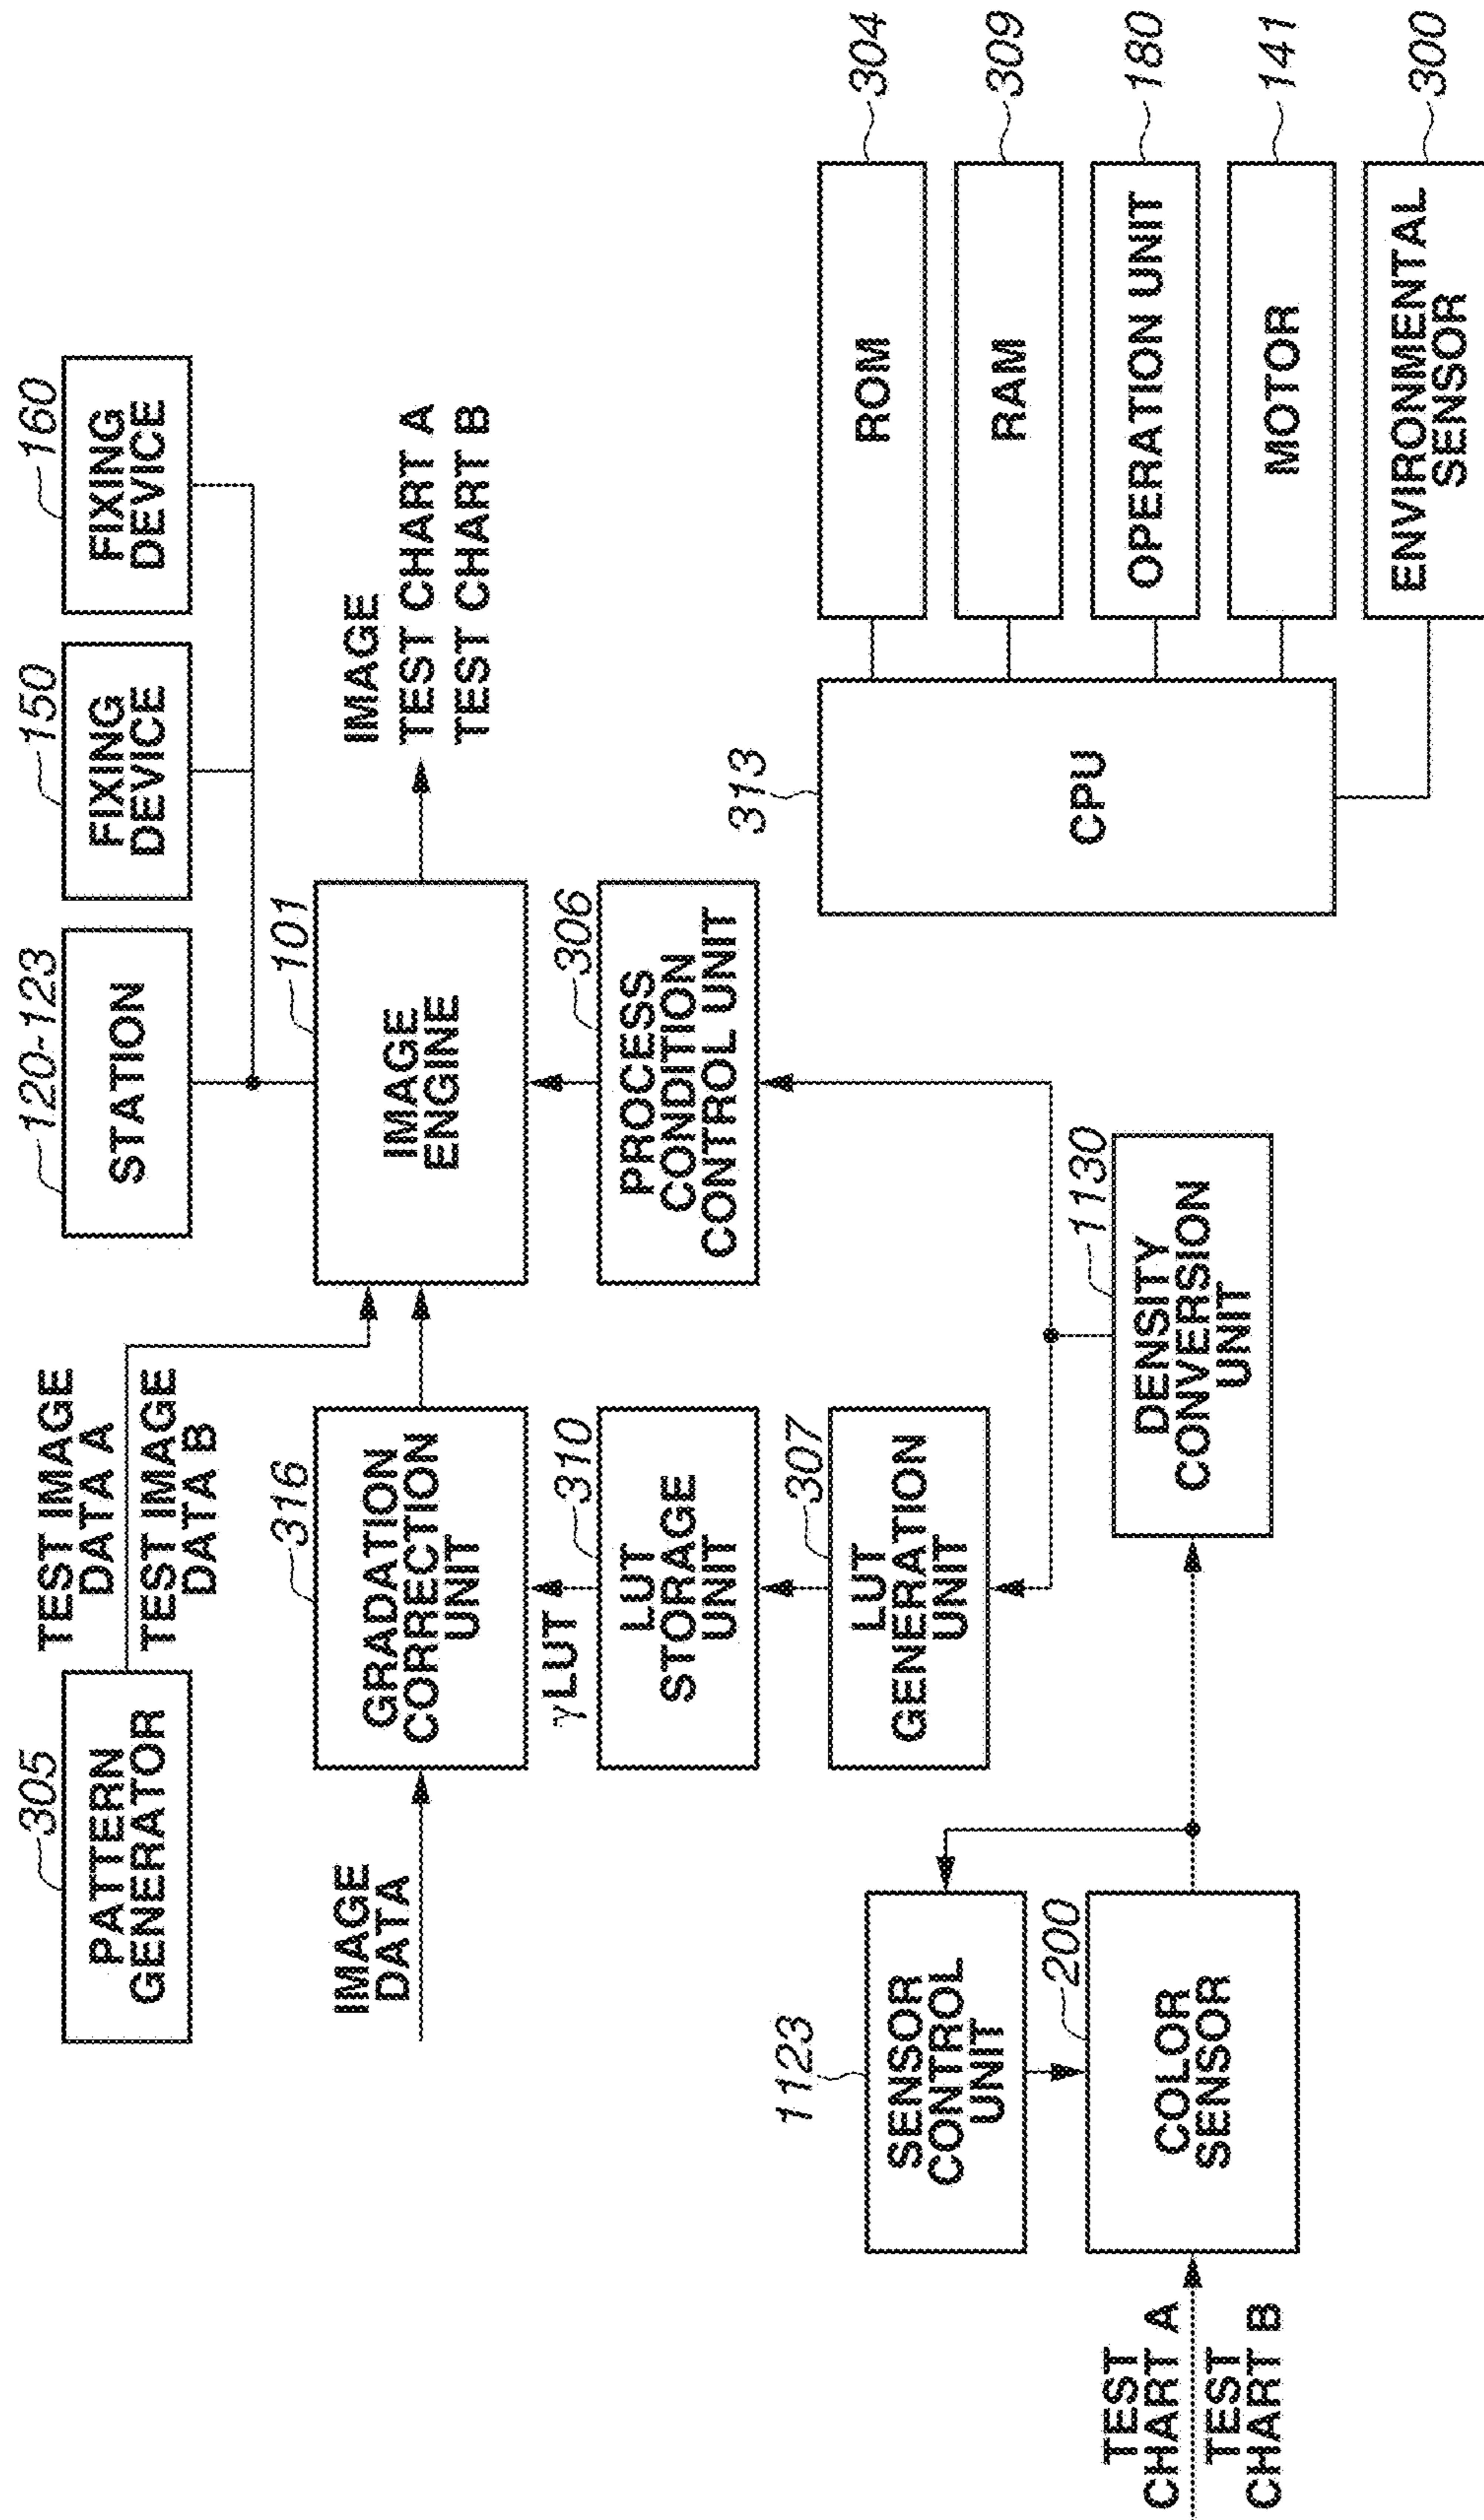 305
PATTERN
GENERATOR
TEST IMAGE
DATA A
TEST IMAGE
DATA B
120-123
STATION
150
FIXING
DEVICE
160
FIXING
DEVICE
IMAGE
DATA
316
GRADATION
CORRECTION
UNIT
101
IMAGE
ENGINE
IMAGE
TEST CHART A
TEST CHART B
γLUT
310
LUT
STORAGE
UNIT
306
PROCESS
CONDITION
CONTROL UNIT
307
LUT
GENERATION
UNIT
1123
SENSOR
CONTROL
UNIT
200
COLOR
SENSOR
TEST
CHART A
TEST
CHART B
1130
DENSITY
CONVERSION
UNIT
313
CPU
ROM
304
RAM
309
OPERATION UNIT
180
MOTOR
141
ENVIRONMENTAL
SENSOR
300